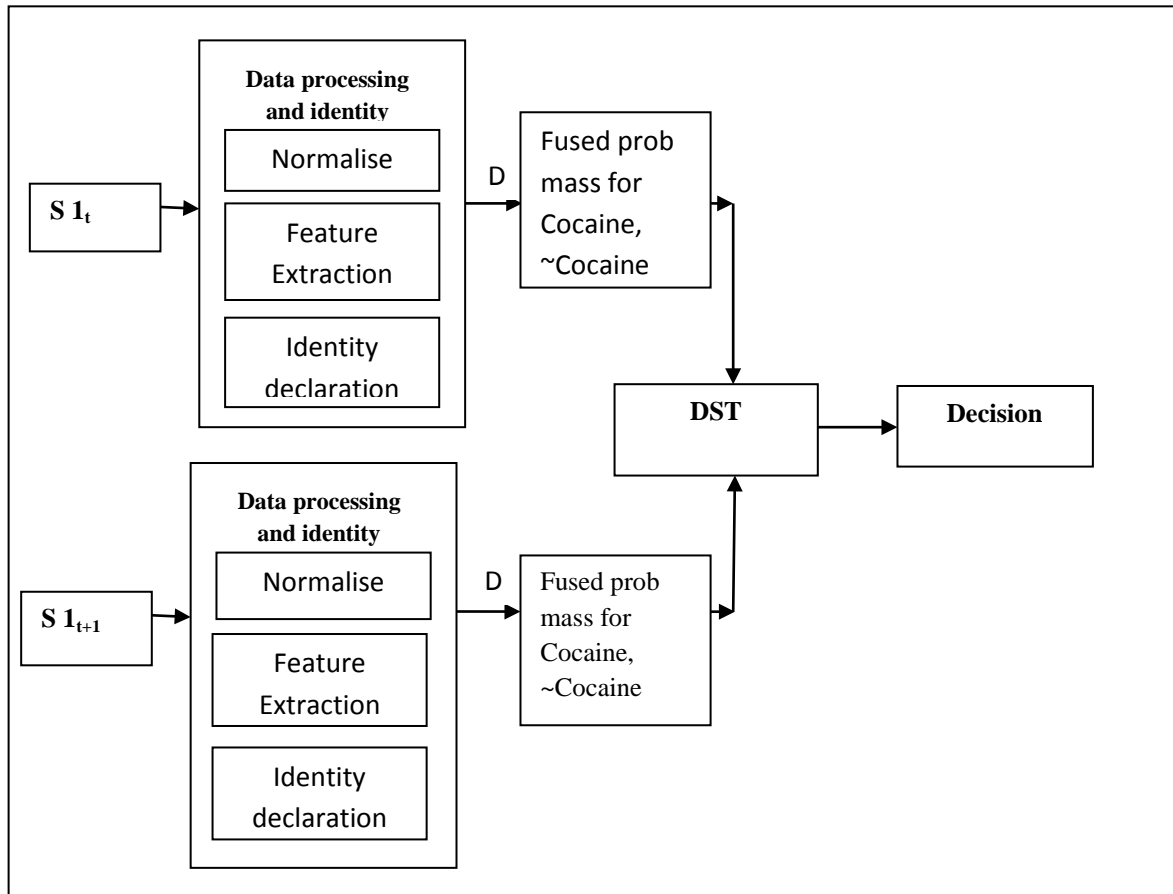 S 1t
Data processing
and identity
Normalise
Feature
Extraction
Identity
declaration
D
Fused prob
mass for
Cocaine,
~Cocaine
DST
Decision
S 1t+1
Data processing
and identity
Normalise
Feature
Extraction
Identity
declaration
D
Fused prob
mass for
Cocaine,
~Cocaine